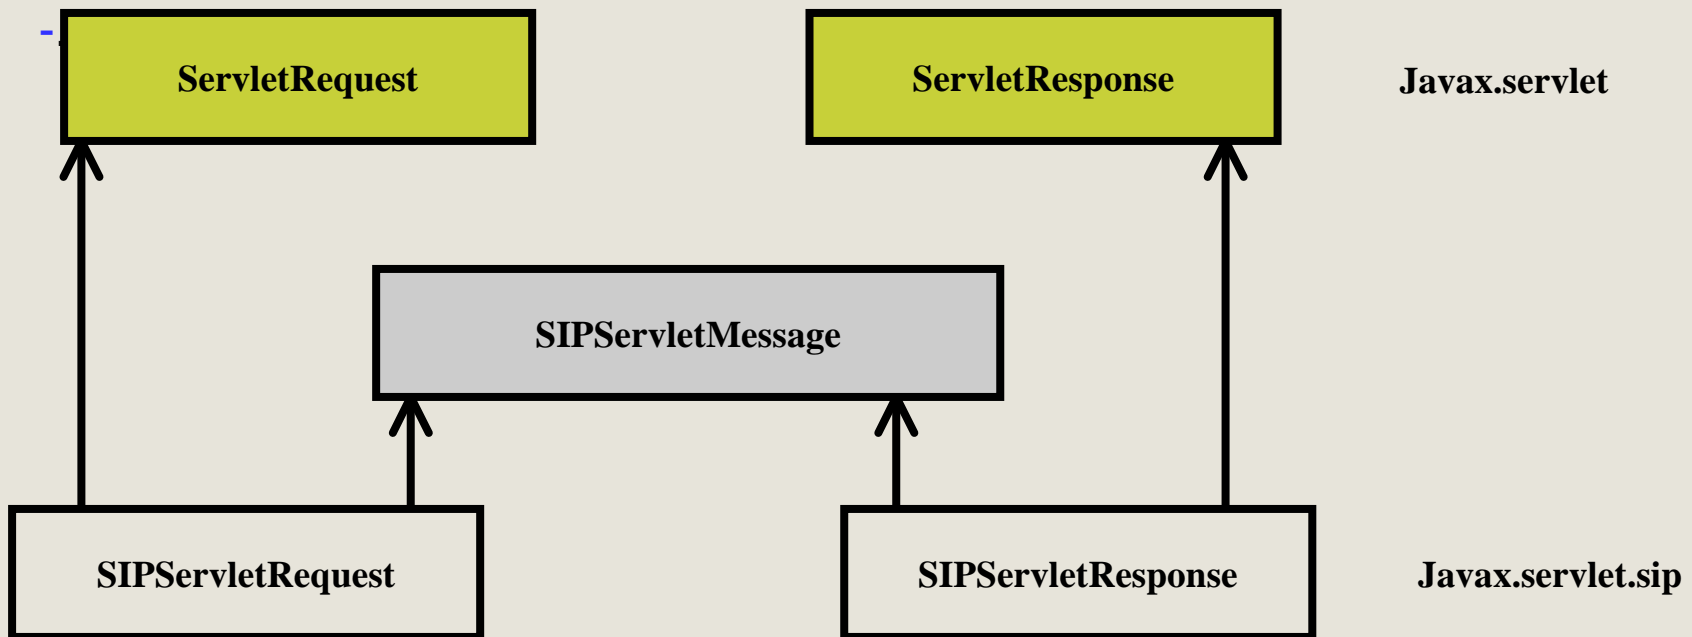 -
ServletRequest
ServletResponse
Javax.servlet
SIPServletMessage
SIPServletRequest
SIPServletResponse
Javax.servlet.sip